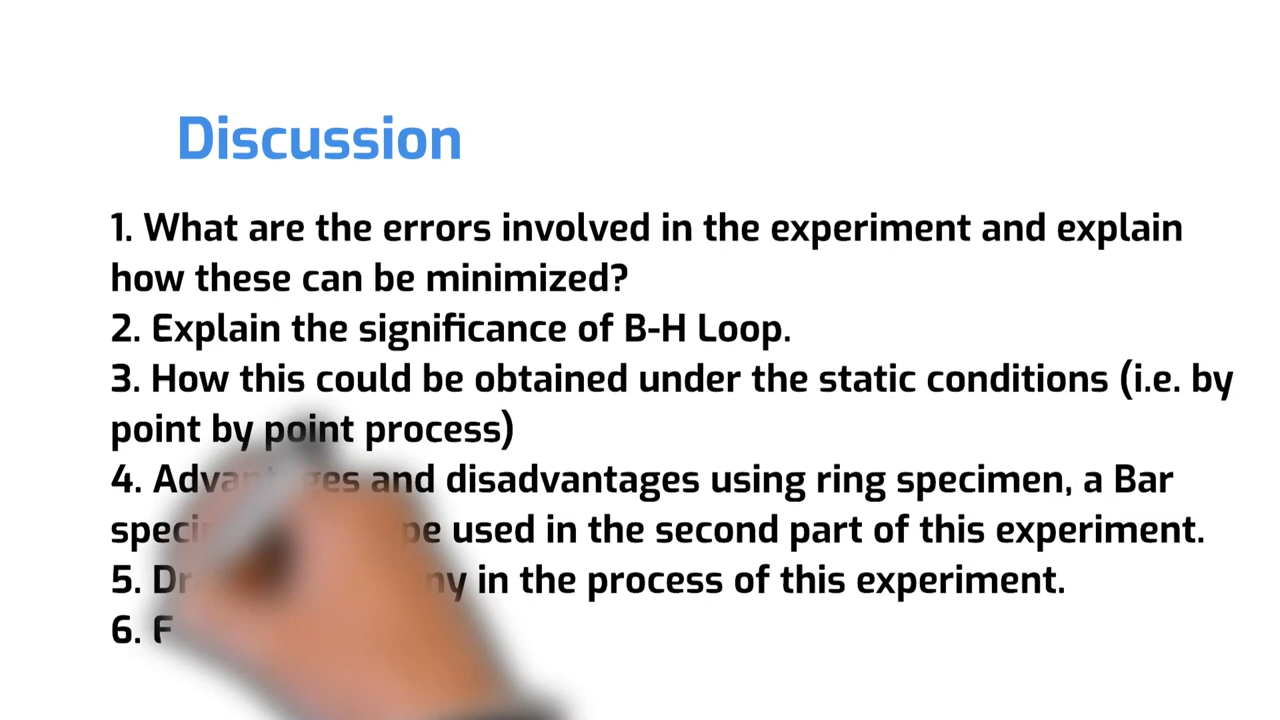 Discussion
1. What are the errors involved in the experiment and explain
how these can be minimized?
2. Explain the significance of B-H Loop.
3. How this could be obtained under the static conditions (i.e. by
point by point process)
4. Advantages and disadvantages using ring specimen, a Bar
used in the second part of this experiment.
5. in the process of this experiment.
6. F